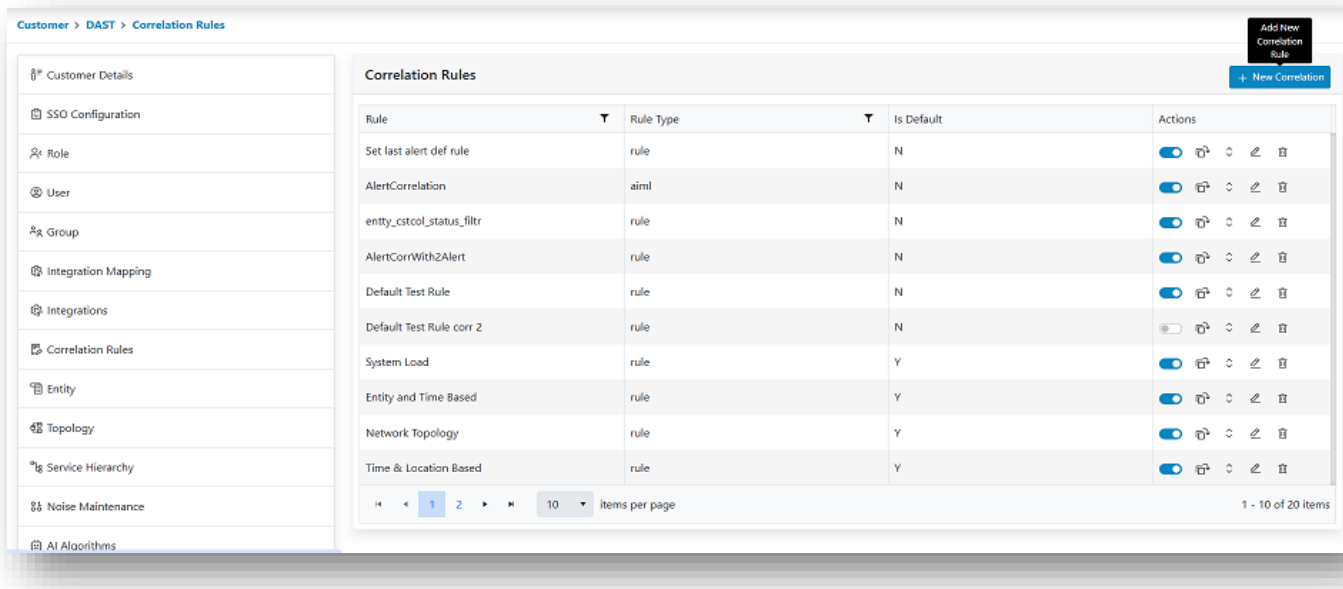 Customer > DAST > Correlation Rules
Add New
Correlation
Rule
Customer Details
SSO Configuration
Role
User
Group
Integration Mapping
Integrations
Correlation Rules
Entity
Topology
Service Hierarchy
Noise Maintenance
AI Algorithms
Correlation Rules
+ New Correlation
Rule Rule Type Is Default Actions
Set last alert def rule rule N
AlertCorrelation aiml N
entty_cstcol_status_filtr rule N
AlertCorrWith2Alert rule N
Default Test Rule rule N
Default Test Rule corr 2 rule N
System Load rule Y
Entity and Time Based rule Y
Network Topology rule Y
Time & Location Based rule Y
1 2 10 items per page 1 - 10 of 20 items